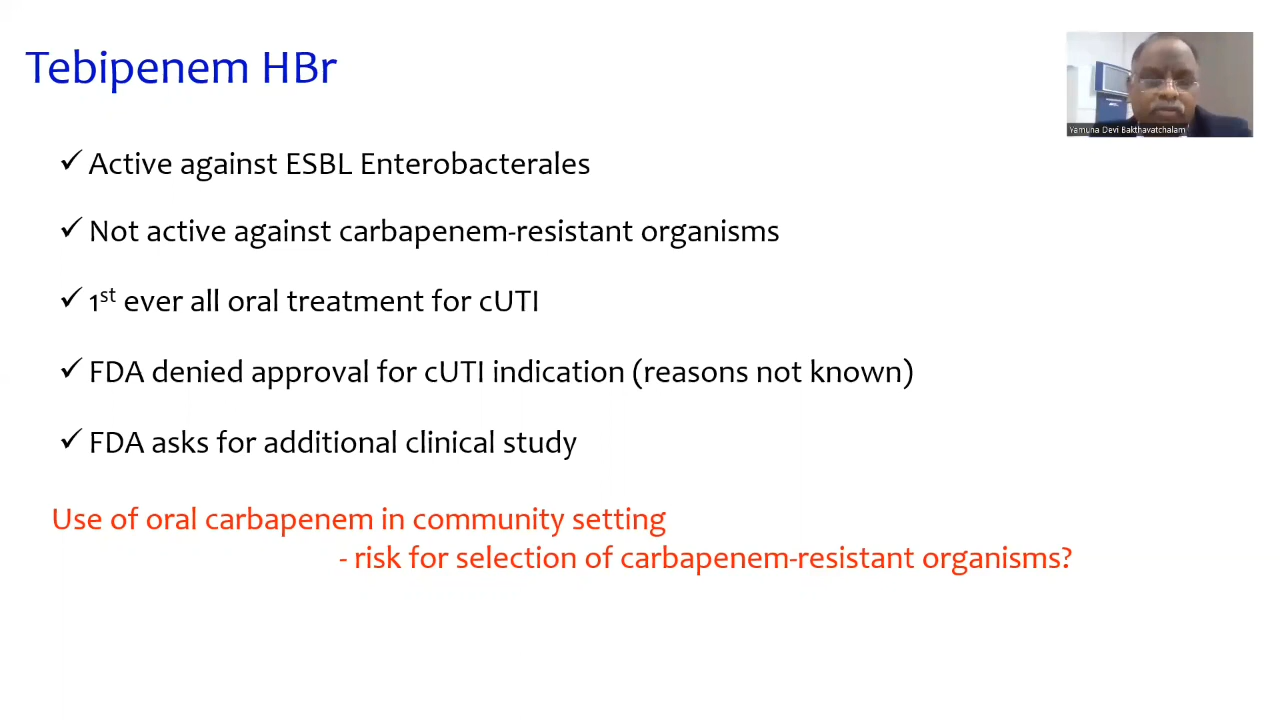 Tebipenem HBr
Yamuna Devi Bakthavatchalam
✓ Active against ESBL Enterobacterales
✓ Not active against carbapenem-resistant organisms
✓ 1st ever all oral treatment for cUTI
✓ FDA denied approval for cUTI indication (reasons not known)
✓ FDA asks for additional clinical study
Use of oral carbapenem in community setting
- risk for selection of carbapenem-resistant organisms?